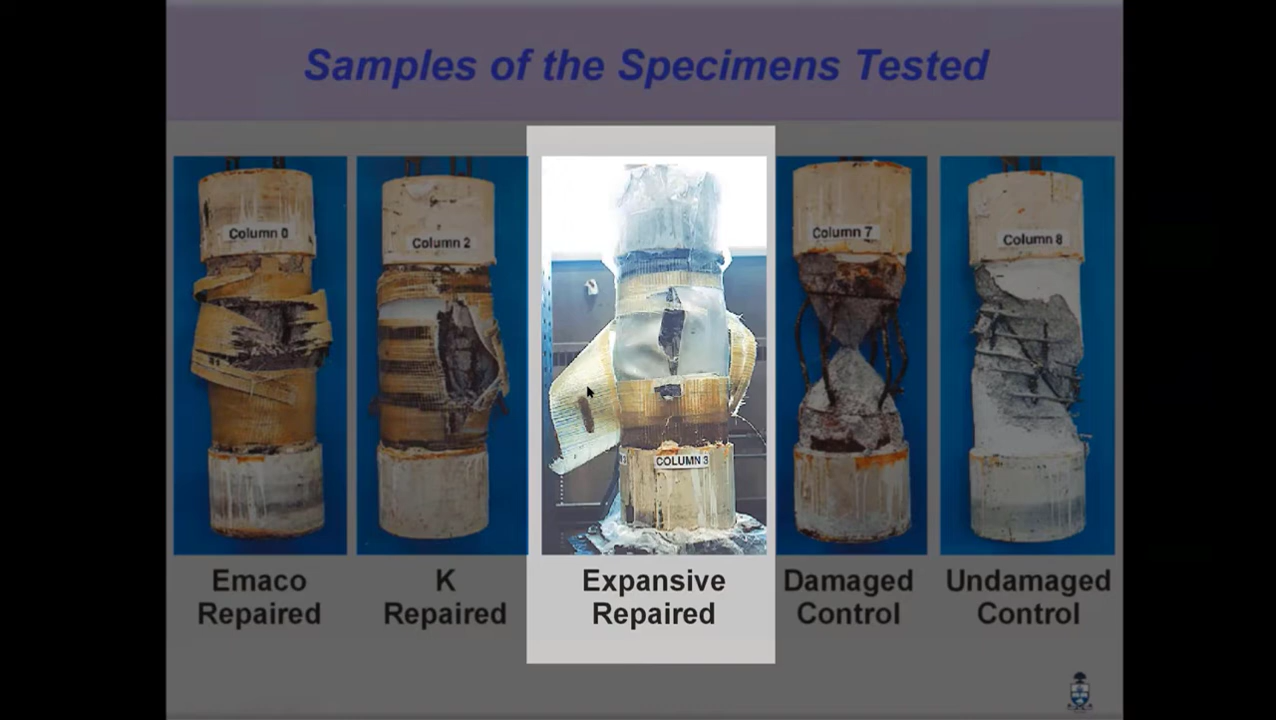 Samples of the Specimens Tested
Column 0
Column 2
COLUMN 3
Column 7
Column 8
Emaco
Repaired
K
Repaired
Expansive
Repaired
Damaged
Control
Undamaged
Control